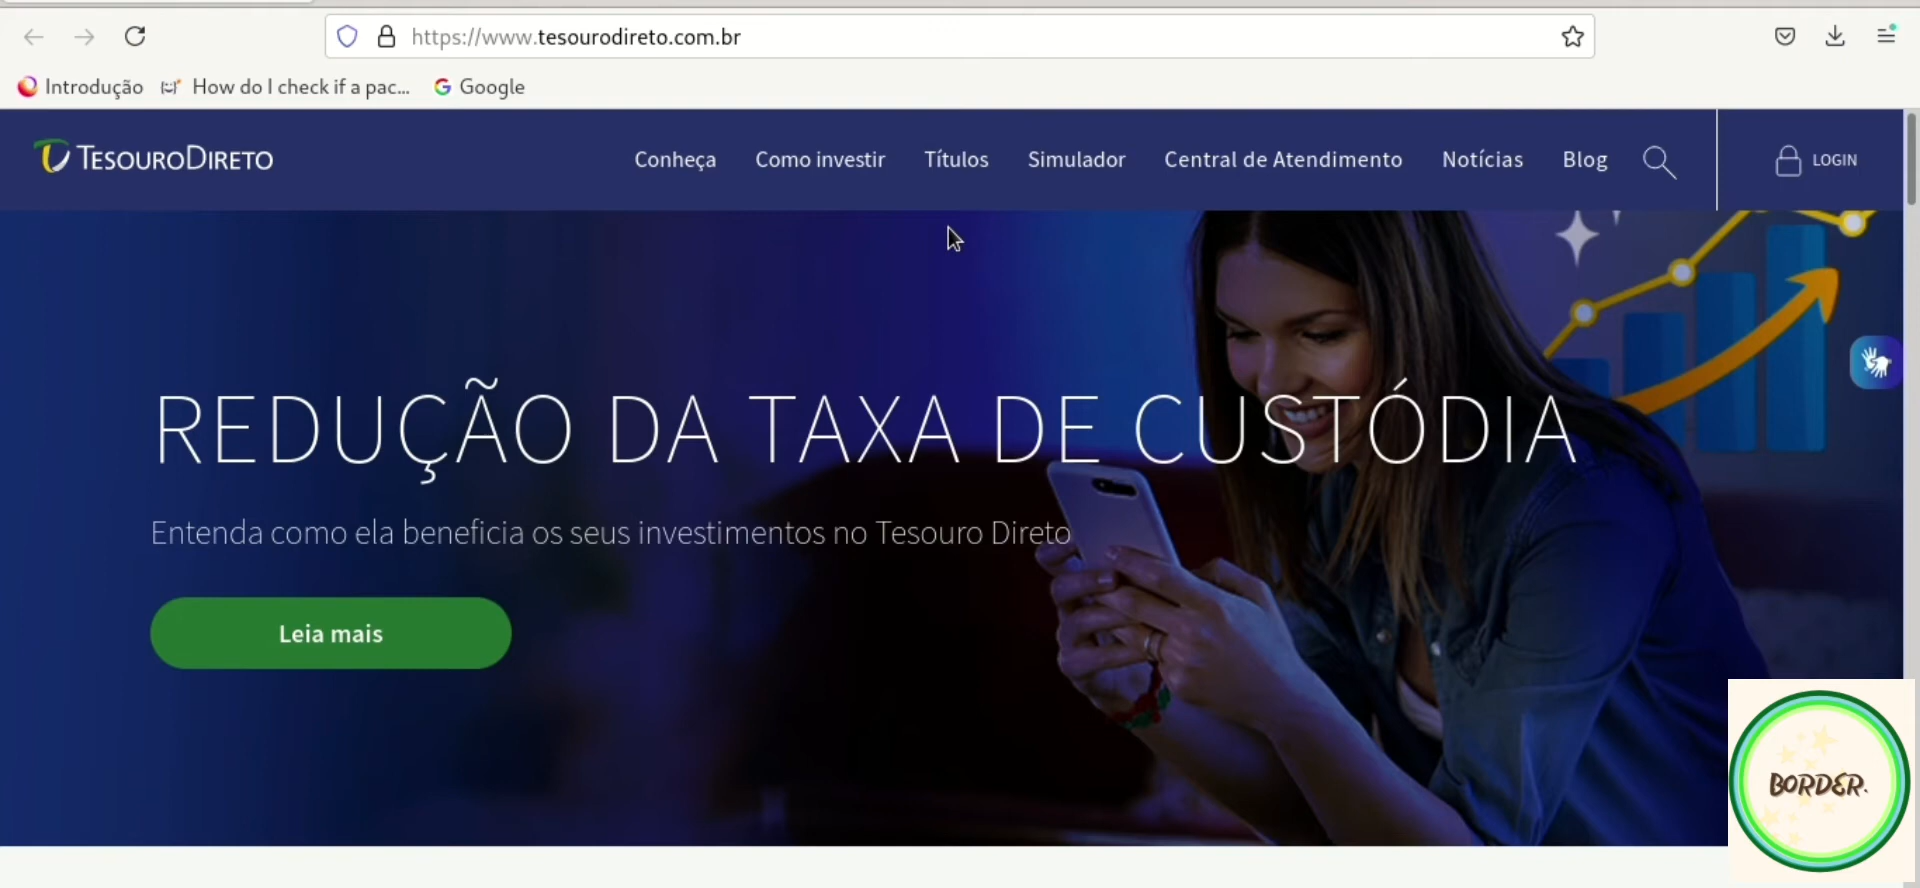 https://www.tesourodireto.com.br
Introdução How do I check if a pac... Google
TESOURODIRETO Conheça Como investir Títulos Simulador Central de Atendimento Notícias Blog LOGIN
REDUÇÃO DA TAXA DE CUSTÓDIA
Entenda como ela beneficia os seus investimentos no Tesouro Direto
Leia mais
BORDER.